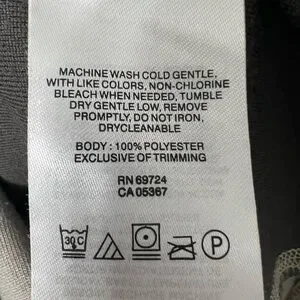 MACHINE WASH COLD GENTLE,
WITH LIKE COLORS, NON-CHLORINE
BLEACH WHEN NEEDED, TUMBLE
DRY GENTLE LOW, REMOVE
PROMPTLY, DO NOT IRON,
DRYCLEANABLE
BODY : 100% POLYESTER
EXCLUSIVE OF TRIMMING
RN 69724
CA 05367
30C P